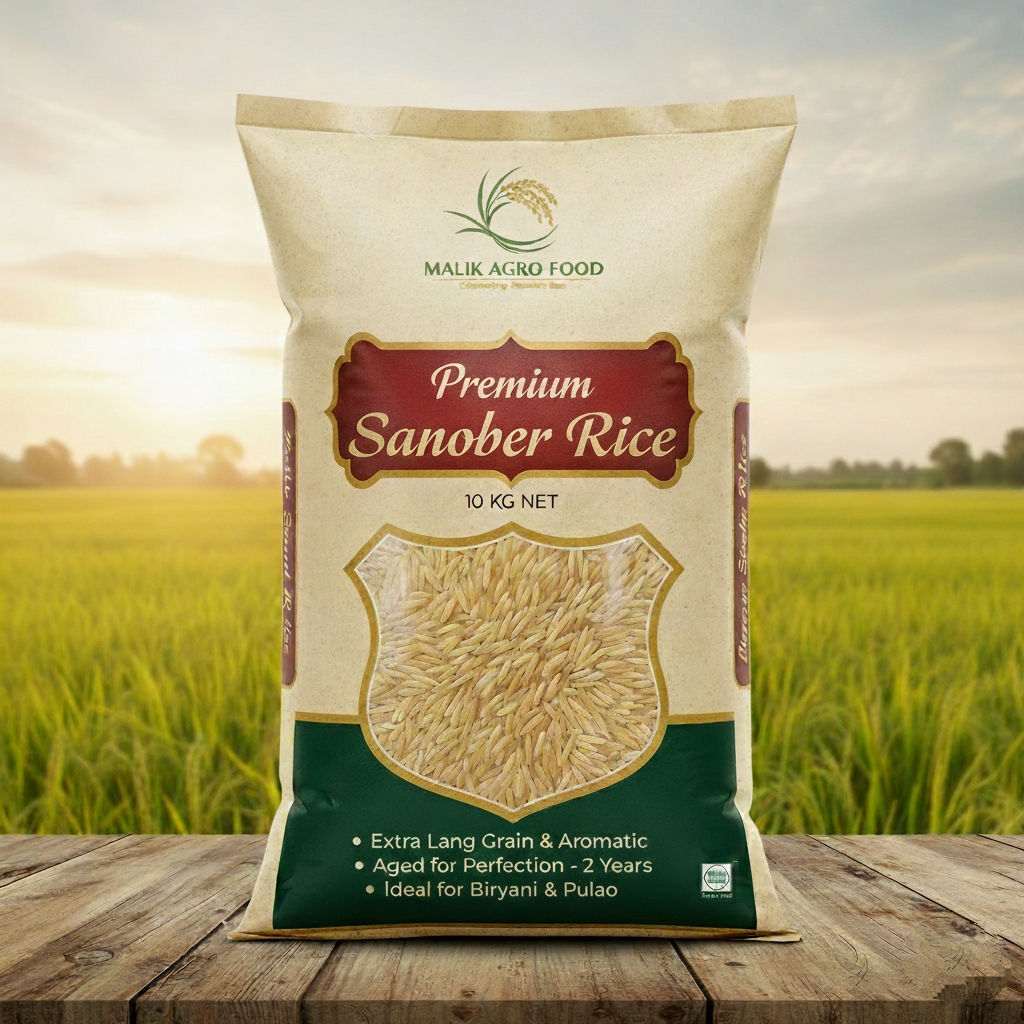 MALIK AGRO FOOD
Premium
Sanober Rice
10 KG NET
• Extra Lang Grain & Aromatic
• Aged for Perfection - 2 Years
• Ideal for Biryani & Pulao